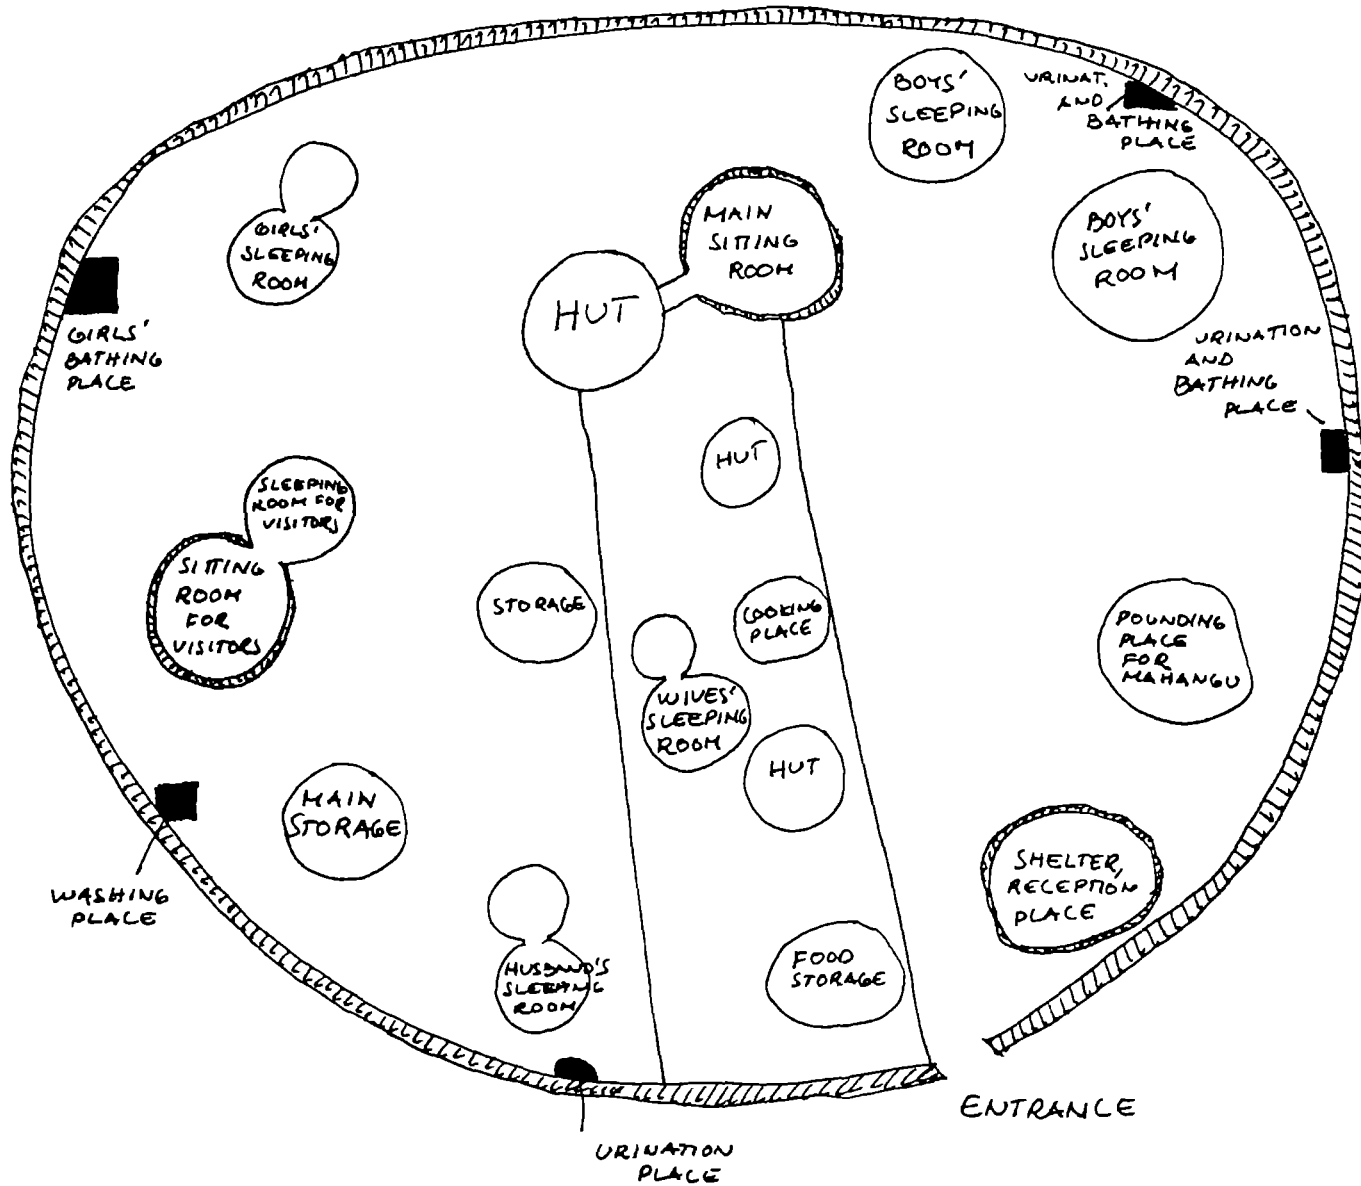 BOYS'
SLEEPING
ROOM
URINAT.
AND
BATHING
PLACE
GIRLS'
SLEEPING
ROOM
MAIN
SITTING
ROOM
BOYS'
SLEEPING
ROOM
HUT
GIRLS'
BATHING
PLACE
URINATION
AND
BATHING
PLACE
HUT
SLEEPING
ROOM FOR
VISITORS
SITTING
ROOM
FOR
VISITORS
STORAGE
COOKING
PLACE
POUNDING
PLACE
FOR
MAHANGU
WIVES'
SLEEPING
ROOM
HUT
MAIN
STORAGE
WASHING
PLACE
SHELTER,
RECEPTION
PLACE
HUSBAND'S
SLEEPING
ROOM
FOOD
STORAGE
ENTRANCE
URINATION
PLACE